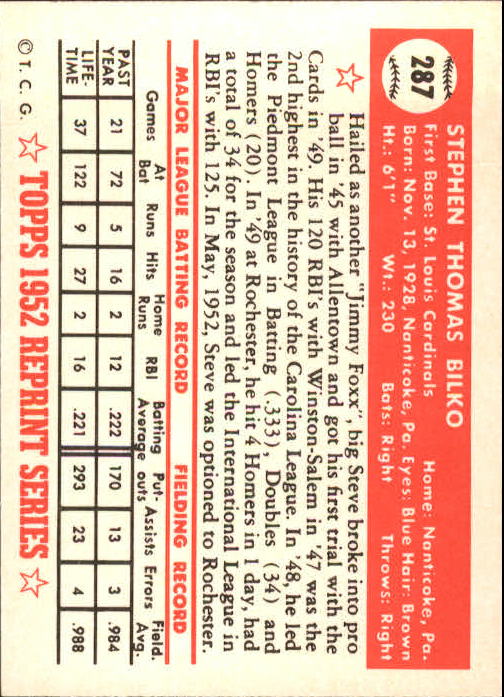 287
STEPHEN THOMAS BILKO
First Base: St. Louis Cardinals Home: Nanticoke, Pa.
Born: Nov. 13, 1928, Nanticoke, Pa. Eyes: Blue Hair: Brown
Ht.: 6'1" Wt.: 230 Bats: Right Throws: Right
Hailed as another "Jimmy Foxx", big Steve broke into pro
ball in '45 with Allentown and got his first trial with the
Cards in '49. His 120 RBI's with Winston-Salem in '47 was the
2nd highest in the history of the Carolina League. In '48, he led
the Piedmont League in Batting (.333), Doubles (34) and
Homers (20). In '49 at Rochester, he hit 4 Homers in 1 day, had
a total of 34 for the season and led the International League in
RBI's with 125. In May, 1952, Steve was optioned to Rochester.
MAJOR LEAGUE BATTING RECORD FIELDING RECORD
Games At Bat Runs Hits Home Runs RBI Batting Average Put-outs Assists Errors Field. Avg.
PAST YEAR 21 72 5 16 2 12 .222 170 13 3 .984
LIFE-TIME 37 122 9 27 2 16 .221 293 23 4 .988
© T. C. G. TOPPS 1952 REPRINT SERIES